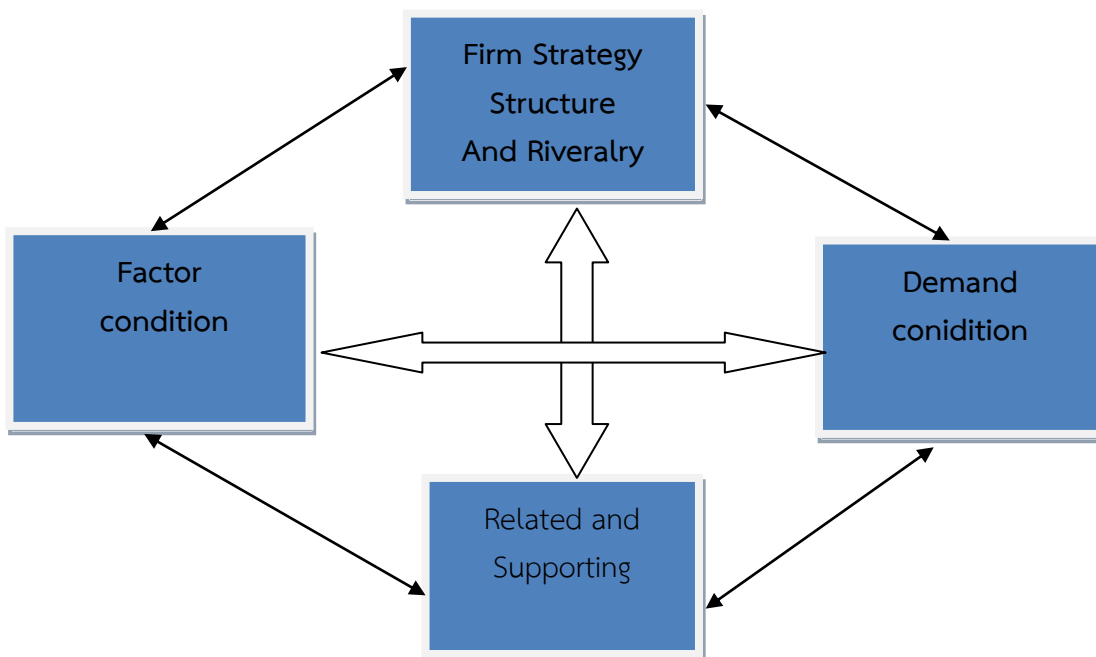 Firm Strategy
Structure
And Riveralry
Factor
condition
Demand
conidition
Related and
Supporting